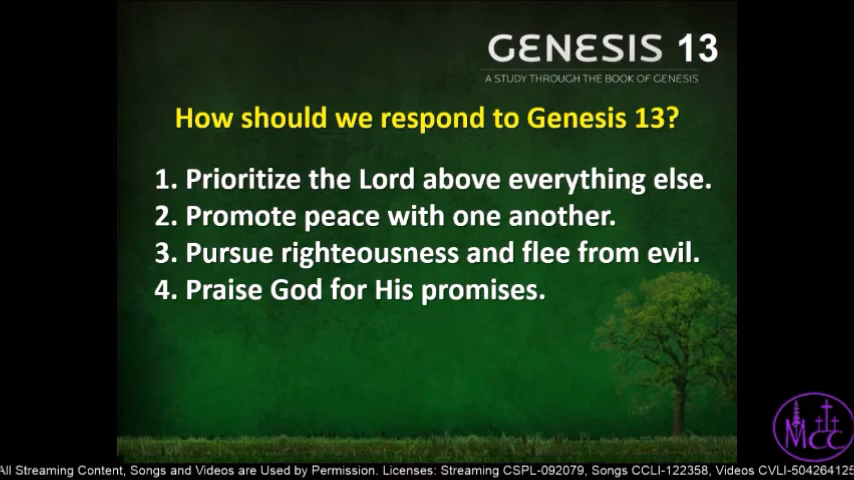 GENESIS 13
A STUDY THROUGH THE BOOK OF GENESIS
How should we respond to Genesis 13?
1. Prioritize the Lord above everything else.
2. Promote peace with one another.
3. Pursue righteousness and flee from evil.
4. Praise God for His promises.
MCC
All Streaming Content, Songs and Videos are Used by Permission. Licenses: Streaming CSPL-092079, Songs CCLI-122358, Videos CVLI-504264125